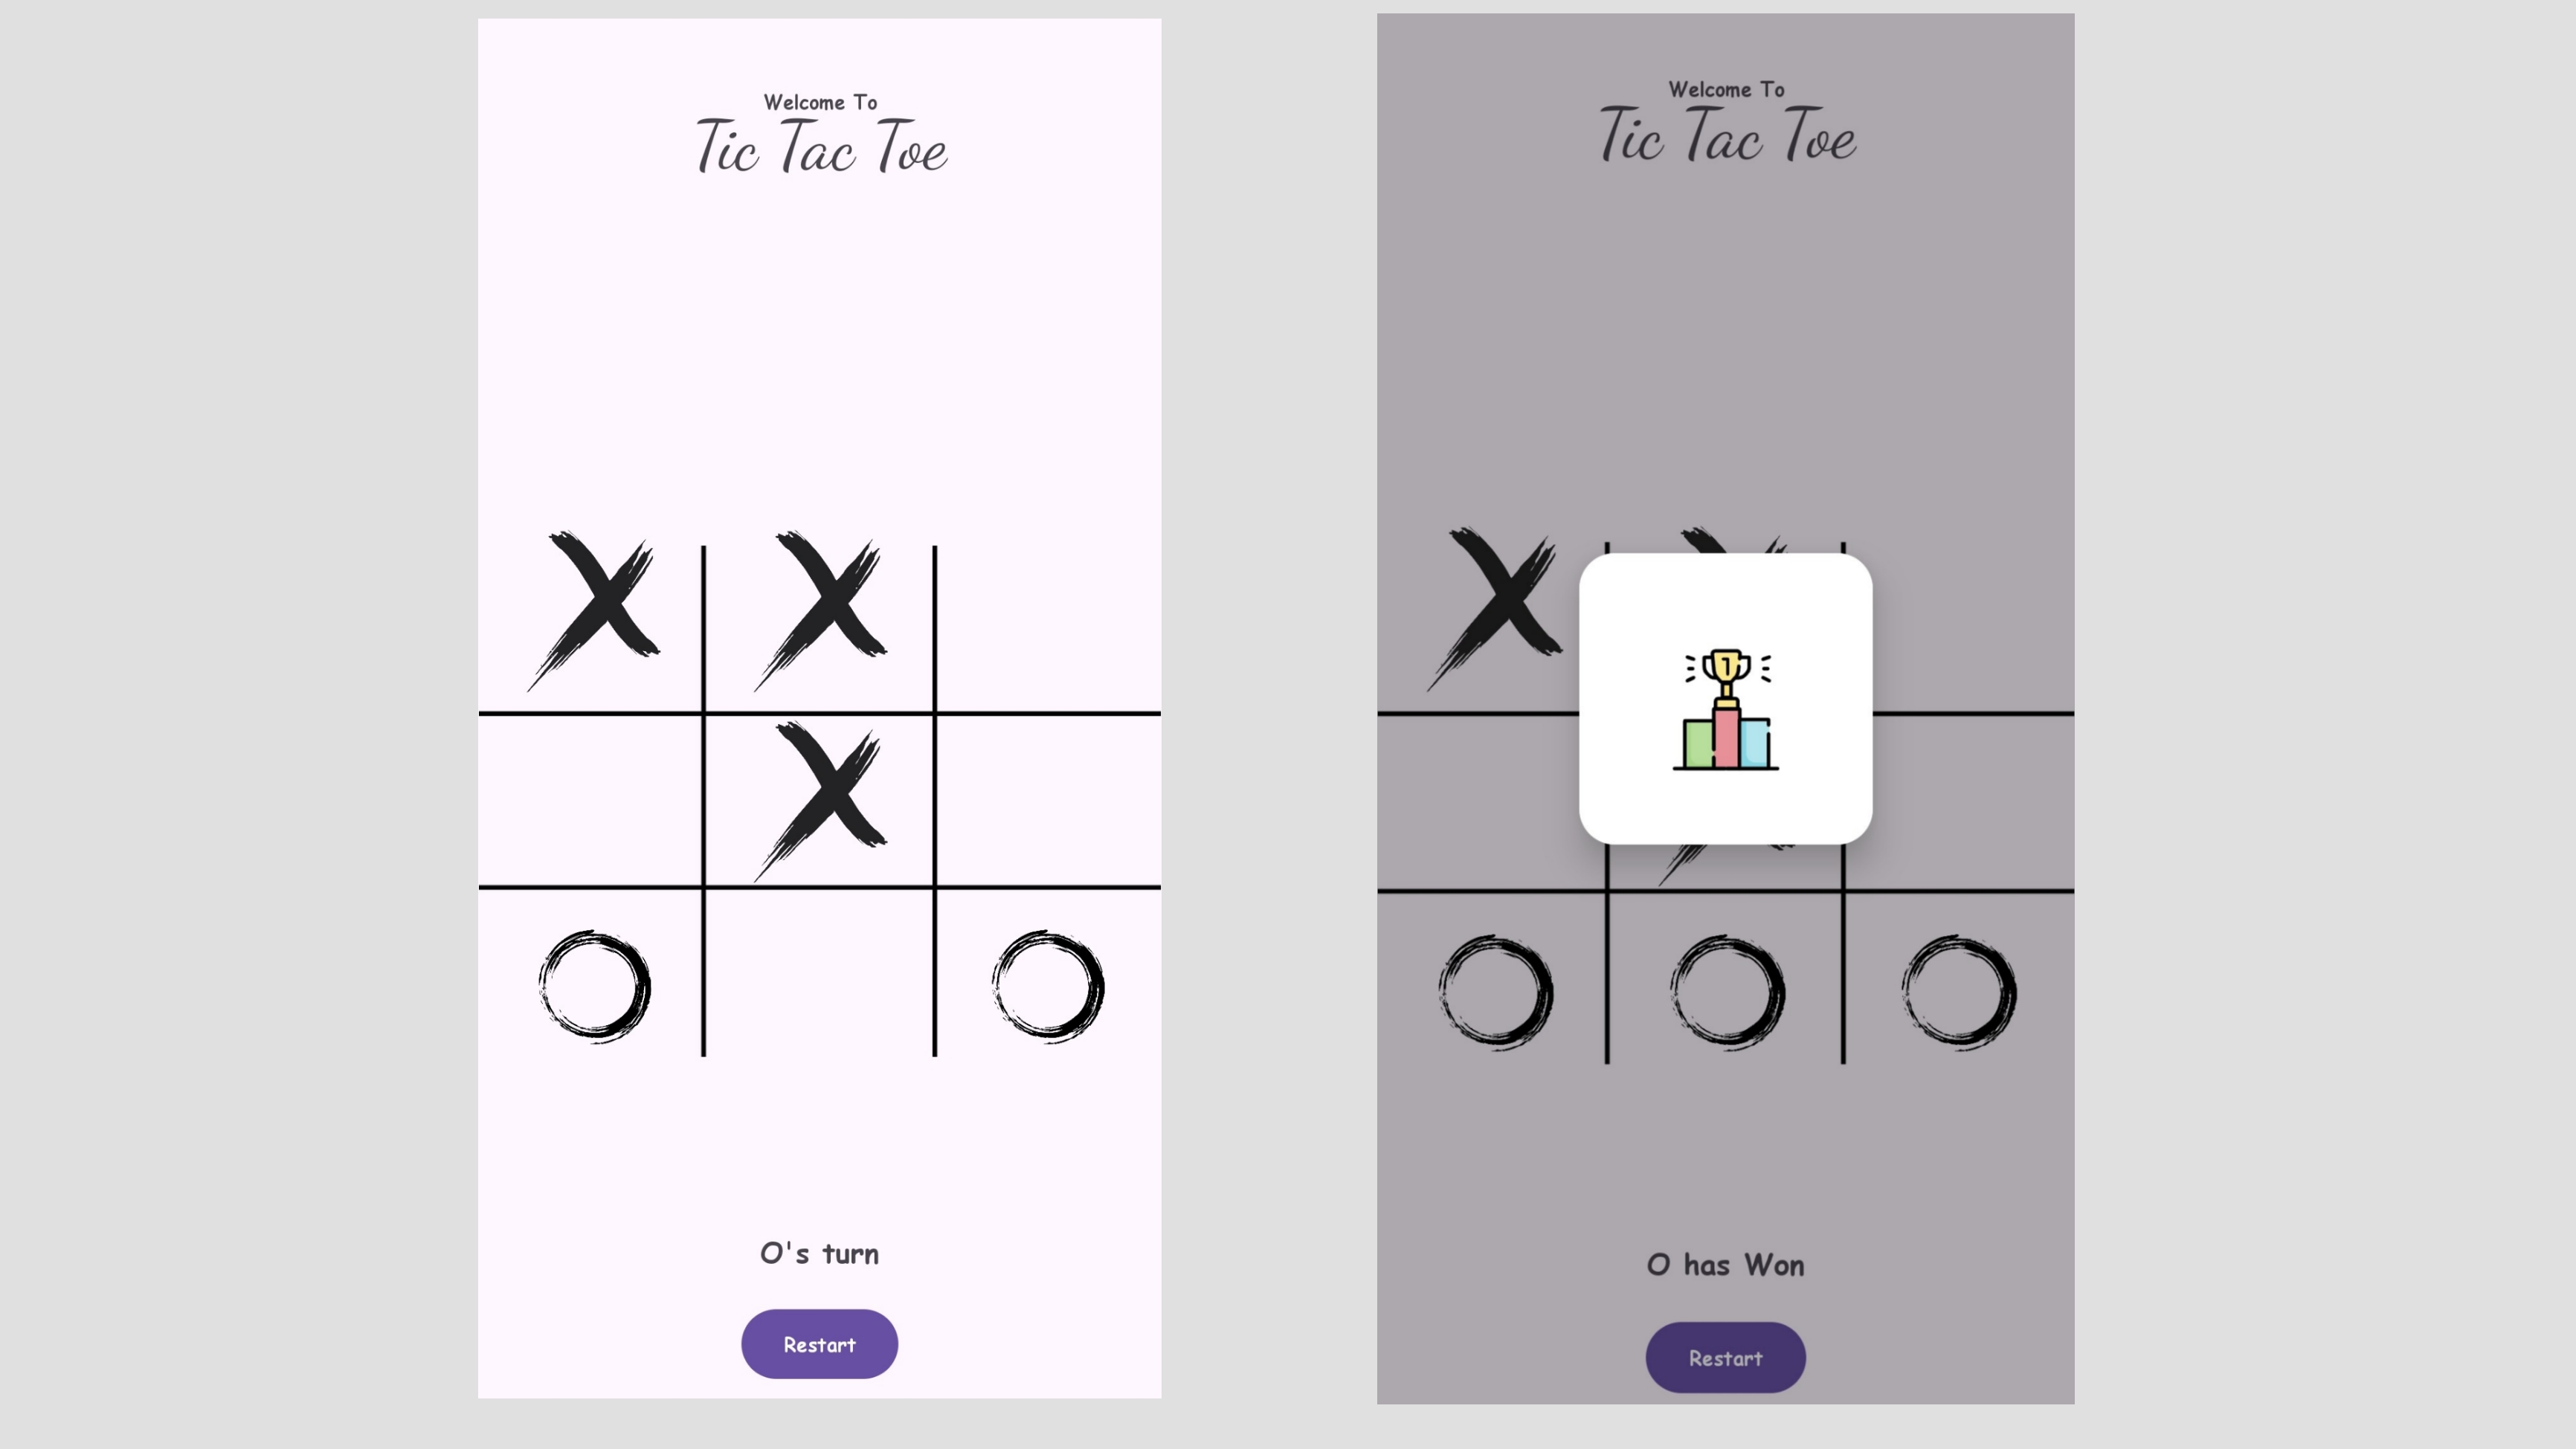 Welcome To
Tic Tac Toe
X X
X
O O
O's turn
Restart
Welcome To
Tic Tac Toe
X
1
O O O
O has Won
Restart